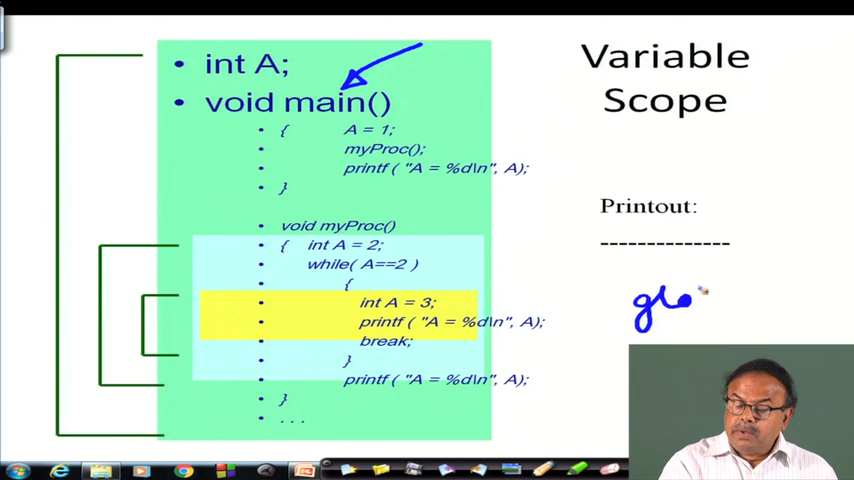 • int A;
• void main()
• { A = 1;
• myProc();
• printf ( "A = %d\n", A);
• }
•
• void myProc()
• { int A = 2;
• while( A==2 )
• {
• int A = 3;
• printf ( "A = %d\n", A);
• break;
• }
• printf ( "A = %d\n", A);
• }
• . . .
Variable
Scope
Printout:
--------------
glo